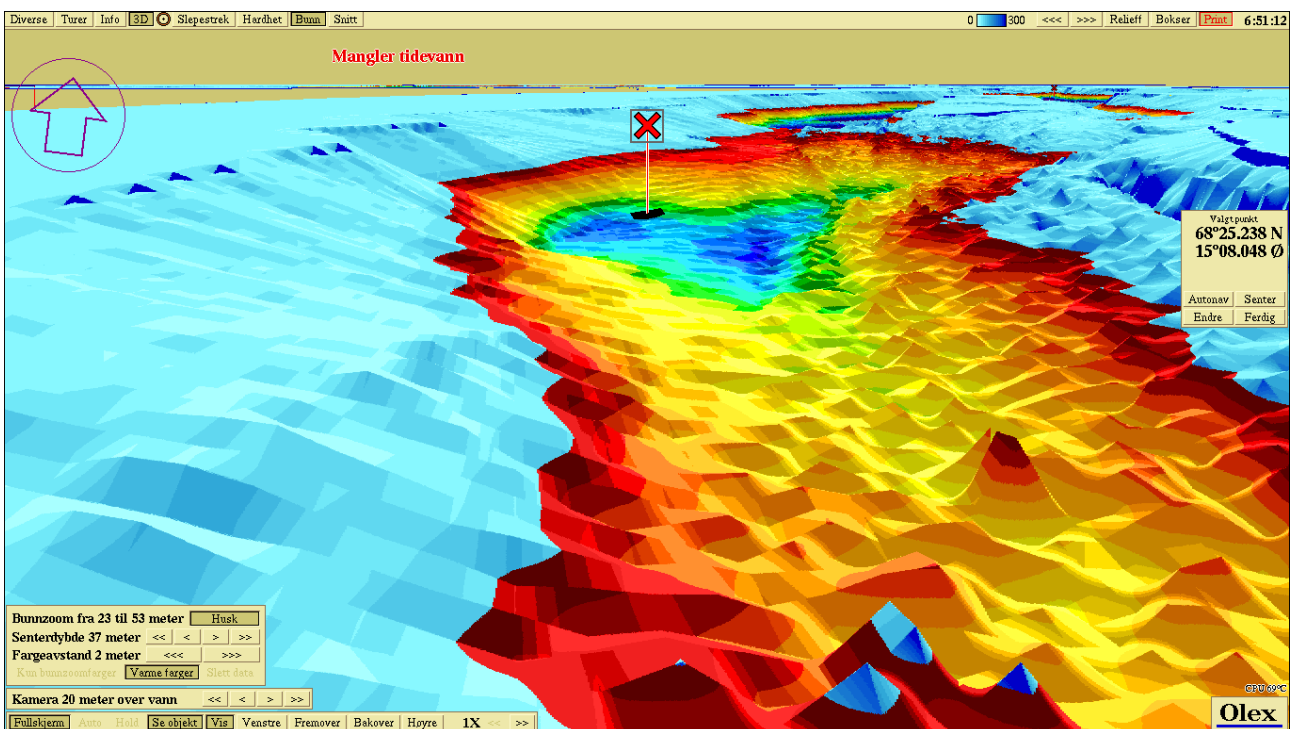 Diverse Turer Info 3D Slepestrek Hardhet Bunn Snitt 0 300 <<< >>> Relieff Bokser Print 6:51:12
Mangler tidevann
Valgt punkt
68°25.238 N
15°08.048 Ø
Autonav Senter
Endre Ferdig
Bunnzoom fra 23 til 53 meter Husk
Senterdybde 37 meter << < > >>
Fargeavstand 2 meter <<< >>>
Kun bunnzoomfarger Varme farger Slett data
Kamera 20 meter over vann << < > >>
CPU 69°C
Olex
Fullskjerm Auto Hold Se objekt Vis Venstre Fremover Bakover Høyre 1X << >>